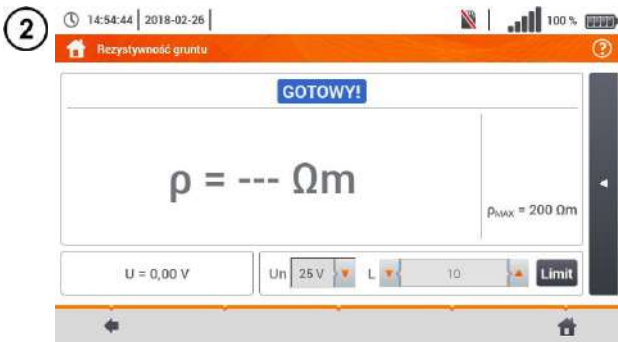 2
14:54:44 2018-02-26 100 %
Rezystywność gruntu ?
GOTOWY!
ρ = --- Ωm
ρMAX = 200 Ωm
U = 0,00 V Un 25 V L 10 Limit